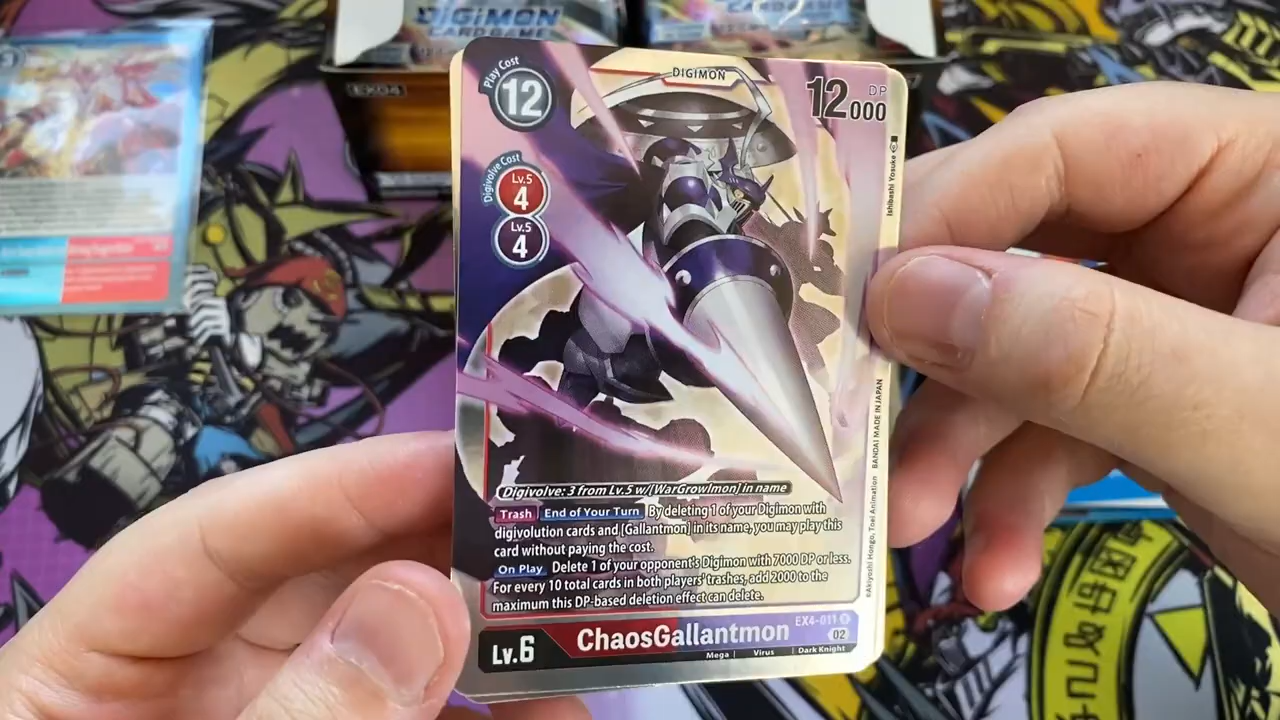 DIGIMON
CARD GAME
CARD GAME
EX-04
Play Cost
12
DIGIMON
DP
12000
Digivolve Cost
Lv.5
4
Lv.5
4
Ishibashi Yosuke
©Akiyoshi Hongo, Toei Animation BANDAI MADE IN JAPAN
Digivolve: 3 from Lv.5 w/[WarGrowlmon] in name
Trash End of Your Turn By deleting 1 of your Digimon with
digivolution cards and [Gallantmon] in its name, you may play this
card without paying the cost.
On Play Delete 1 of your opponent's Digimon with 7000 DP or less.
For every 10 total cards in both players' trashes, add 2000 to the
maximum this DP-based deletion effect can delete.
EX4-011 R
02
Lv.6
ChaosGallantmon
Mega | Virus | Dark Knight